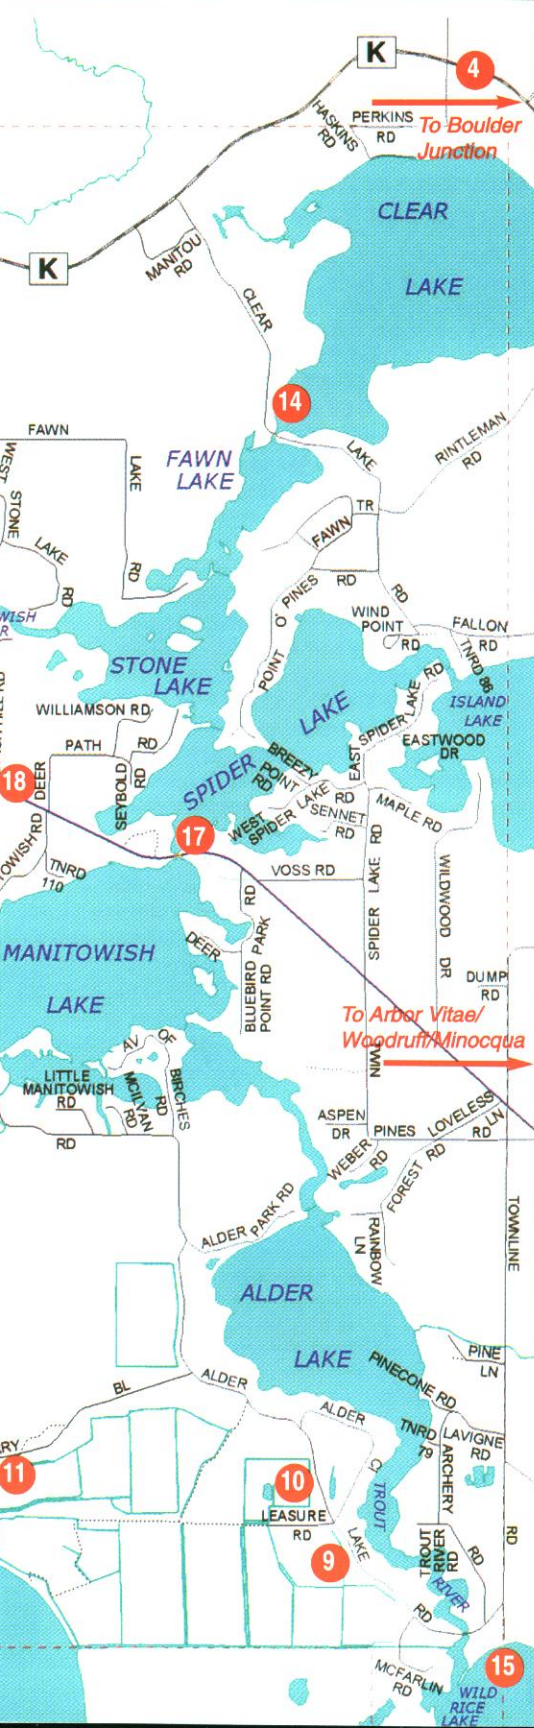 K
4
PERKINS
RD
HASKINS
RD
To Boulder
Junction
CLEAR
LAKE
K
MANITOU
RD
CLEAR
14
LAKE
RINTLEMAN
RD
FAWN
LAKE
RD
FAWN
LAKE
WEST
STONE
LAKE
RD
TR
FAWN
RD
POINT O' PINES
RD
WIND
POINT
RD
FALLON
RD
TNRD 86
WISH
R
STONE
LAKE
ISLAND
LAKE
WILLIAMSON RD
LAKE
EAST SPIDER LAKE RD
EASTWOOD
DR
PATH
RD
DEER
SEYBOLD
RD
SPIDER
BREEZY
POINT
RD
18
WEST
SPIDER
LAKE
RD
SENNET
RD
MAPLE RD
17
RD
TNRD
110
VOSS RD
SPIDER LAKE RD
WILDWOOD DR
MANITOWISH
LAKE
DEER
PARK
RD
BLUEBIRD
POINT RD
DUMP
RD
To Arbor Vitae/
Woodruff/Minocqua
TWIN
AV OF
BIRCHES
LITTLE
MANITOWISH
RD
MCILVAN
RD
RD
ASPEN
DR
PINES
RD
LOVELESS
LN
WEBER
RD
FOREST RD
ALDER PARK RD
RAINBOW
LN
TOWNLINE
RD
ALDER
LAKE
PINE
LN
PINECONE RD
BL
ALDER
ALDER
CT
TNRD
79
LAVIGNE
RD
ARCHERY
RD
RY
11
10
LEASURE
RD
TROUT
RIVER
TROUT
RIVER
RD
LAKE
RD
9
MCFARLIN
RD
15
WILD
RICE
LAKE